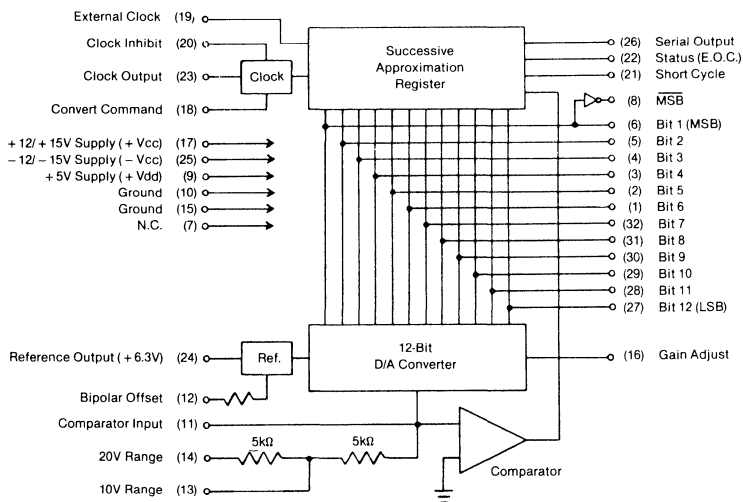 External Clock (19)
Clock Inhibit (20)
Clock Output (23)
Convert Command (18)
Clock
Successive
Approximation
Register
(26) Serial Output
(22) Status (E.O.C.)
(21) Short Cycle
(8) MSB
(6) Bit 1 (MSB)
(5) Bit 2
(4) Bit 3
(3) Bit 4
(2) Bit 5
(1) Bit 6
(32) Bit 7
(31) Bit 8
(30) Bit 9
(29) Bit 10
(28) Bit 11
(27) Bit 12 (LSB)
+12/+15V Supply (+Vcc) (17)
−12/−15V Supply (−Vcc) (25)
+5V Supply (+Vdd) (9)
Ground (10)
Ground (15)
N.C. (7)
Reference Output (+6.3V) (24)
Ref.
12-Bit
D/A Converter
(16) Gain Adjust
Bipolar Offset (12)
Comparator Input (11)
20V Range (14)
10V Range (13)
5kΩ
5kΩ
Comparator